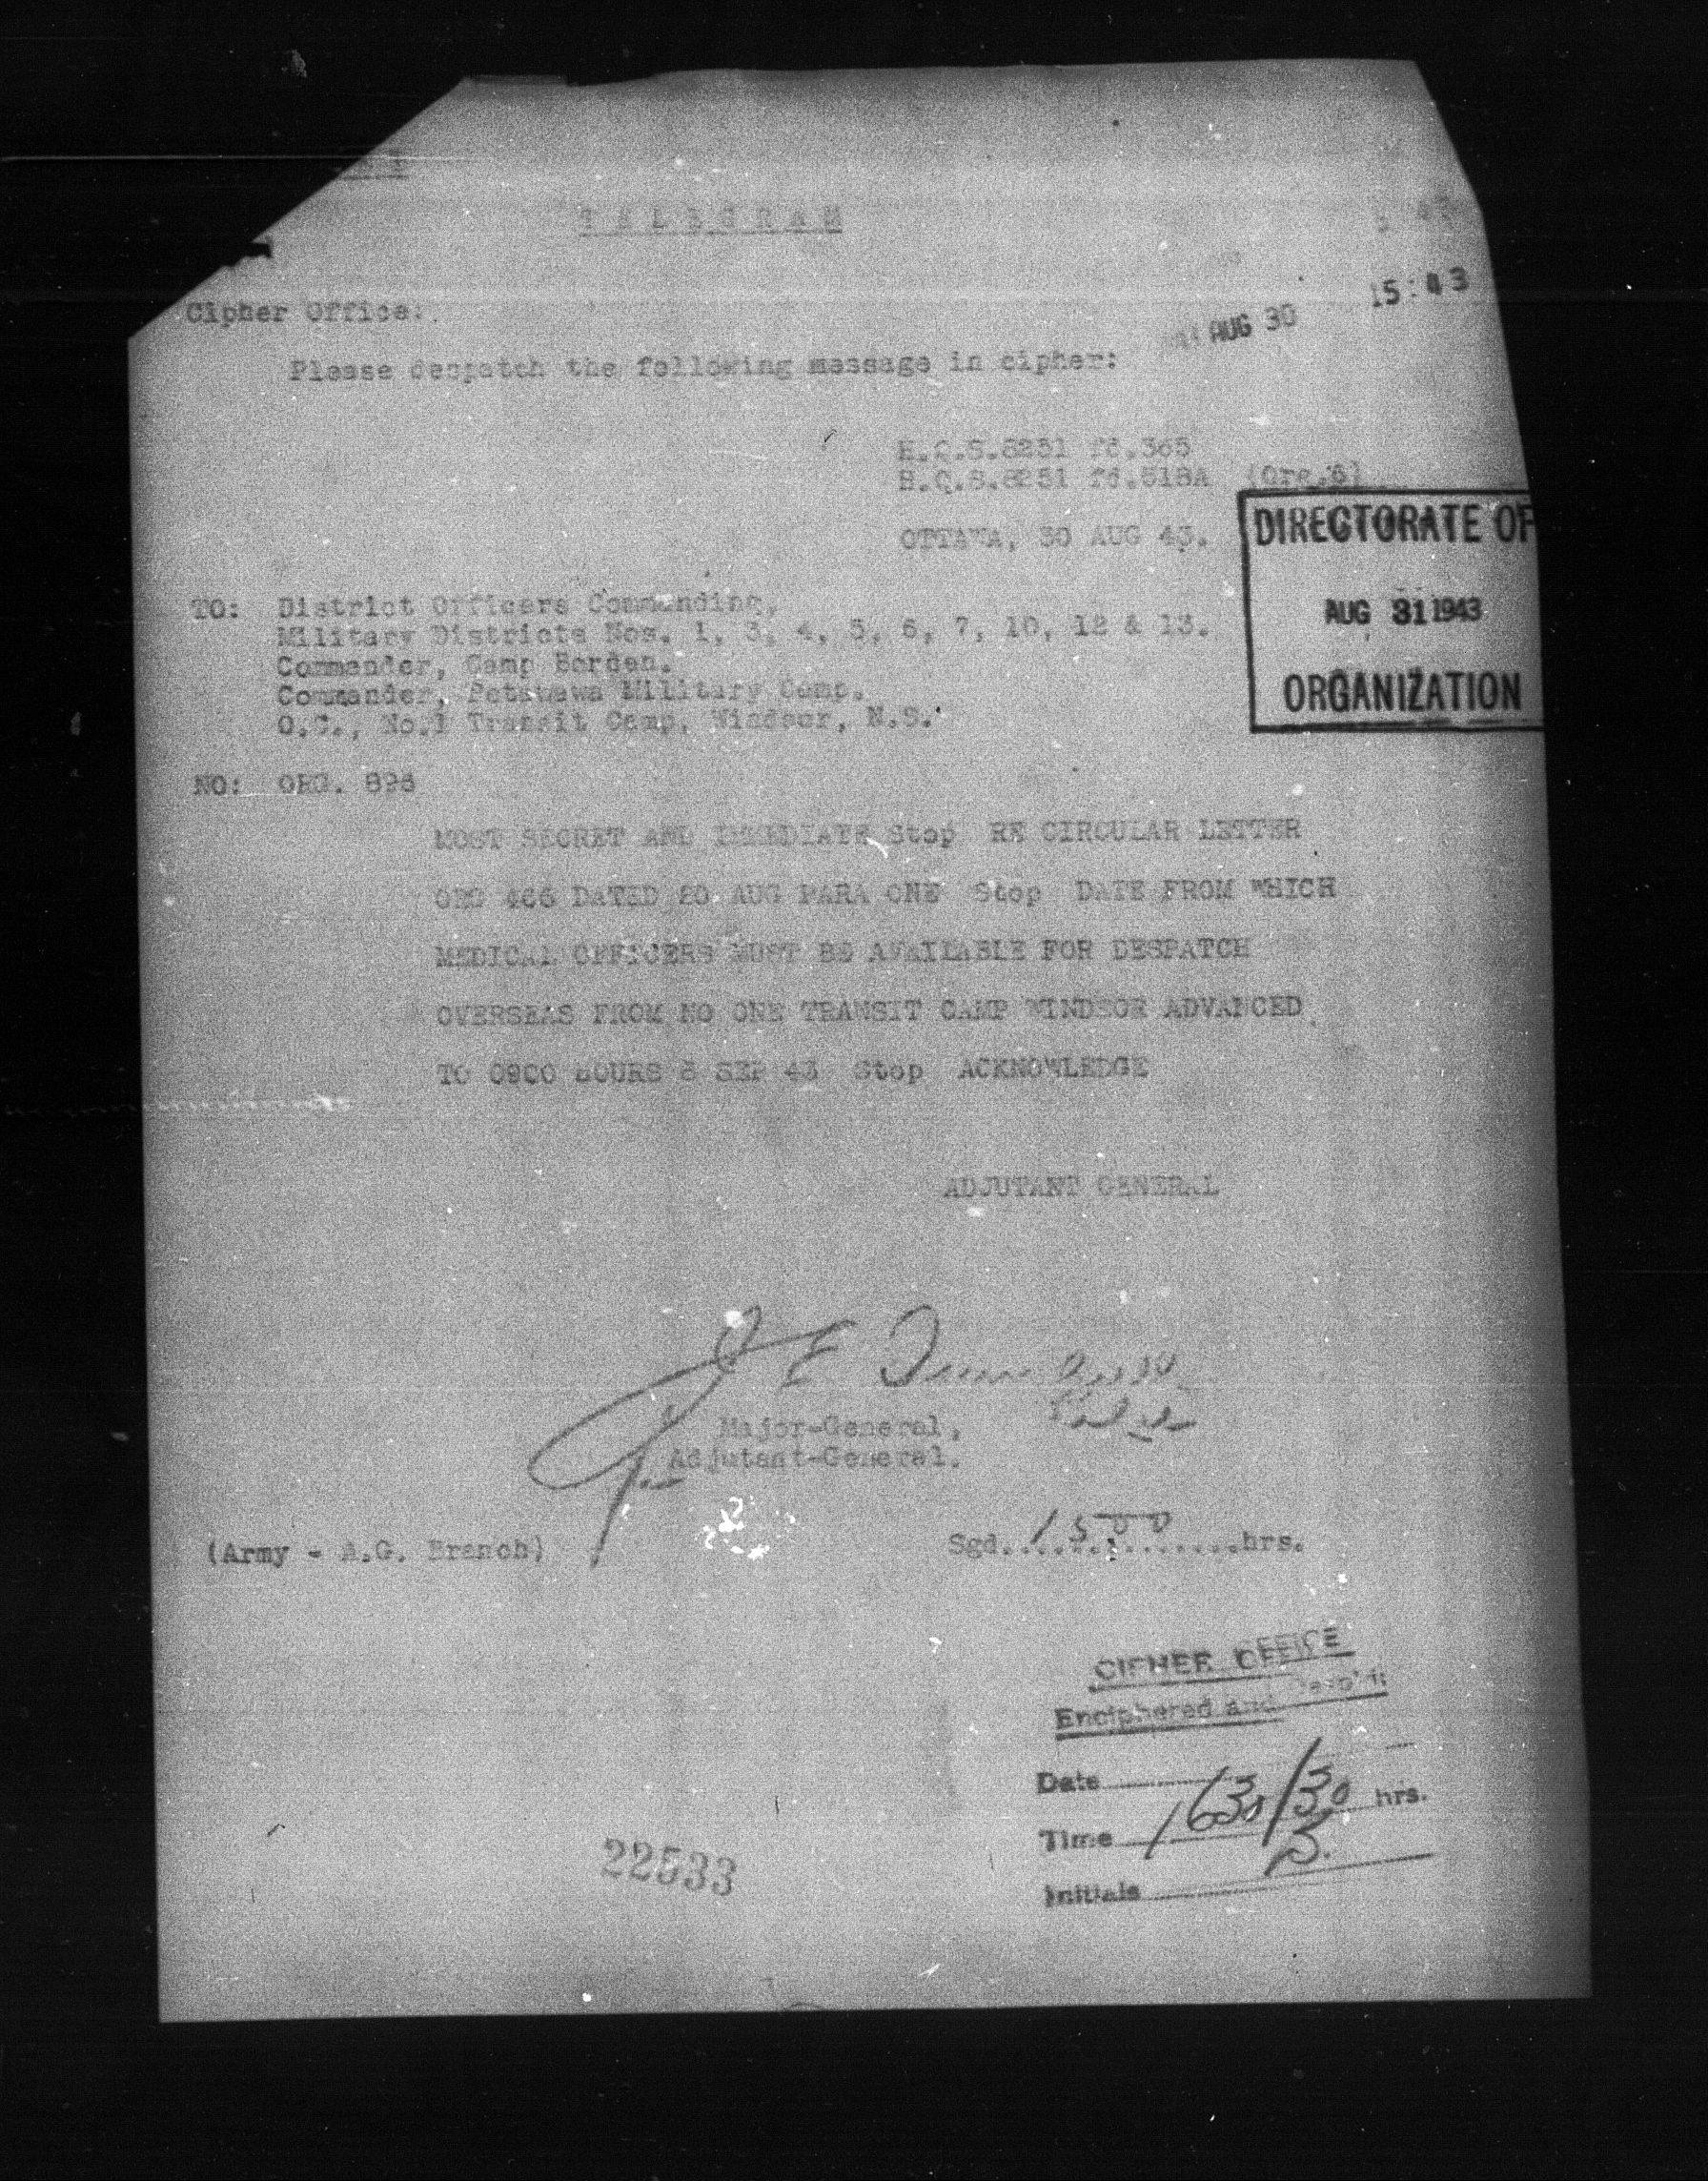 TELEGRAM
15:43
AUG 30
Cipher Office:
Please despatch the following message in cipher:
H.Q.S.8251 fd.365
H.Q.S.8251 fd.518A (Org.6)
OTTAWA, 30 AUG 43.
DIRECTORATE OF
AUG 31 1943
ORGANIZATION
TO: District Officers Commanding,
Military Districts Nos. 1, 3, 4, 5, 6, 7, 10, 12 & 13.
Commander, Camp Borden.
Commander, Petawawa Military Camp.
O.C., No.1 Transit Camp, Windsor, N.S.
NO: ORG. 898
MOST SECRET AND IMMEDIATE Stop RE CIRCULAR LETTER
ORG 466 DATED 20 AUG PARA ONE Stop DATE FROM WHICH
MEDICAL OFFICERS MUST BE AVAILABLE FOR DESPATCH
OVERSEAS FROM NO ONE TRANSIT CAMP WINDSOR ADVANCED
TO 0900 HOURS SEP 43 Stop ACKNOWLEDGE
ADJUTANT GENERAL
Major-General,
Adjutant-General.
(Army - A.G. Branch)
Sgd. 1500 hrs.
CIPHER OFFICE
Enciphered and
Date
Time 1630/30 hrs.
Initials
22533